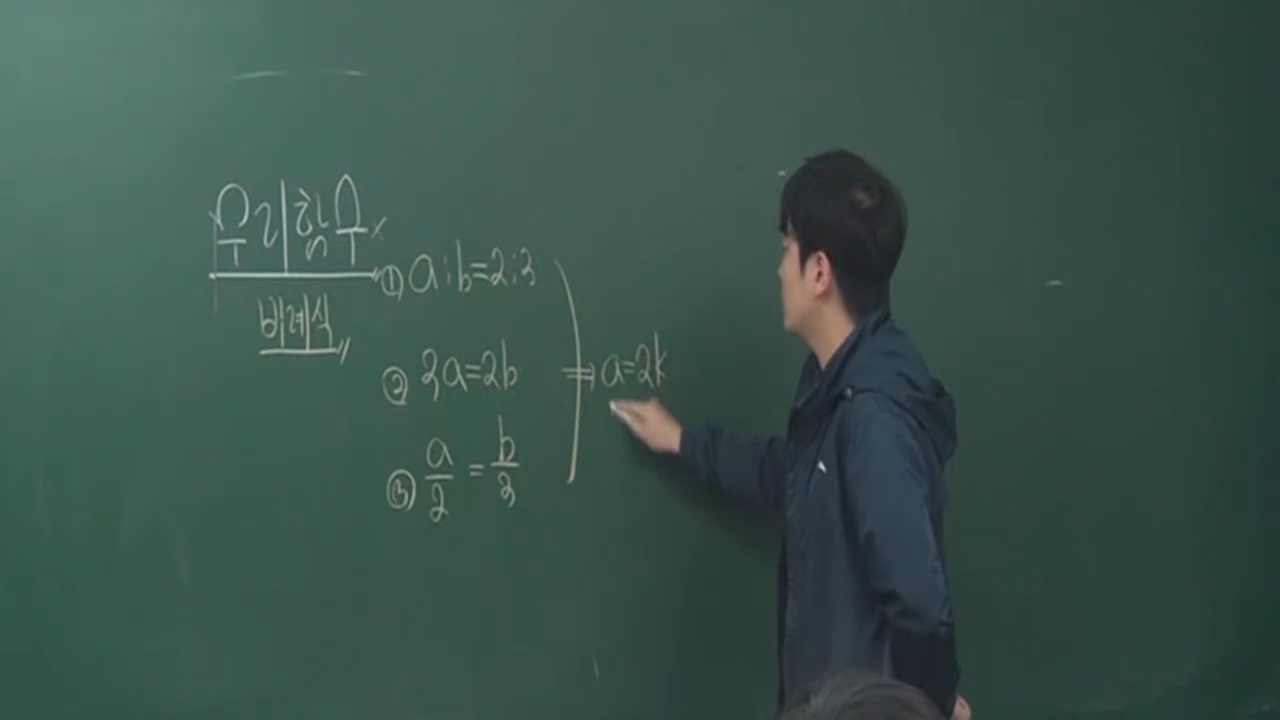 유리함수
비례식
① a:b=2:3
② 3a=2b
③ a/2 = b/3
⇒ a=2k